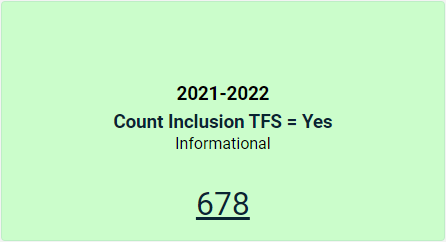 2021-2022
Count Inclusion TFS = Yes
Informational
678